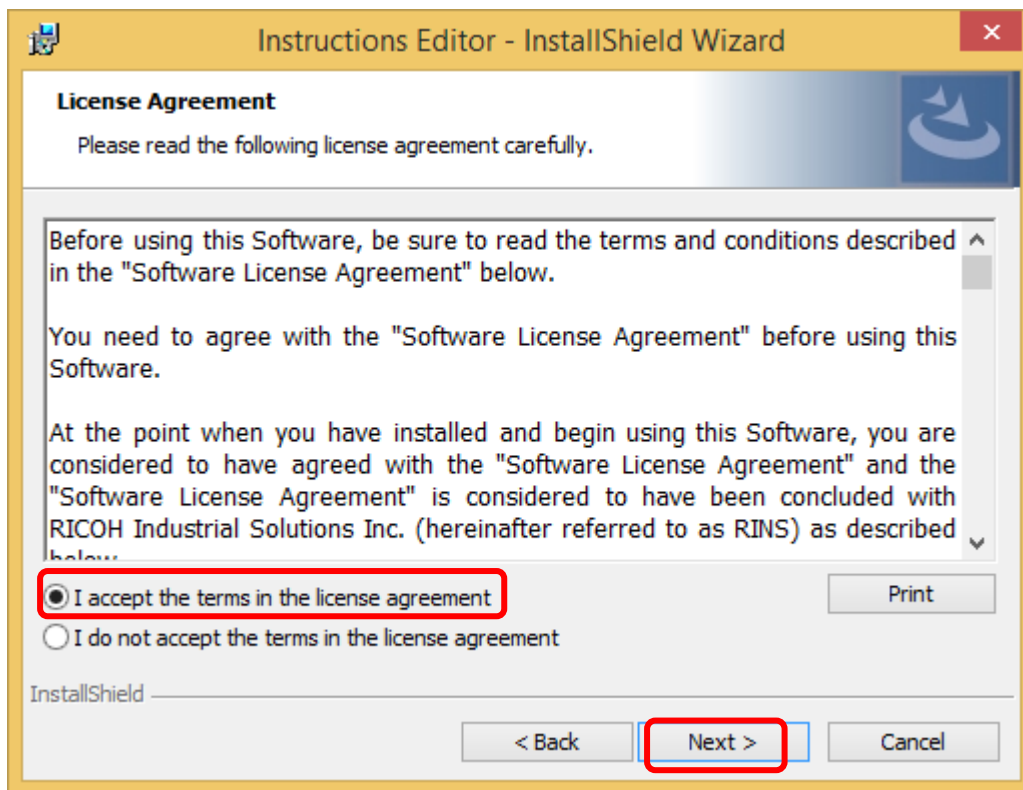 Instructions Editor - InstallShield Wizard
License Agreement
Please read the following license agreement carefully.
Before using this Software, be sure to read the terms and conditions described
in the "Software License Agreement" below.
You need to agree with the "Software License Agreement" before using this
Software.
At the point when you have installed and begin using this Software, you are
considered to have agreed with the "Software License Agreement" and the
"Software License Agreement" is considered to have been concluded with
RICOH Industrial Solutions Inc. (hereinafter referred to as RINS) as described
below
I accept the terms in the license agreement
Print
I do not accept the terms in the license agreement
InstallShield
< Back
Next >
Cancel